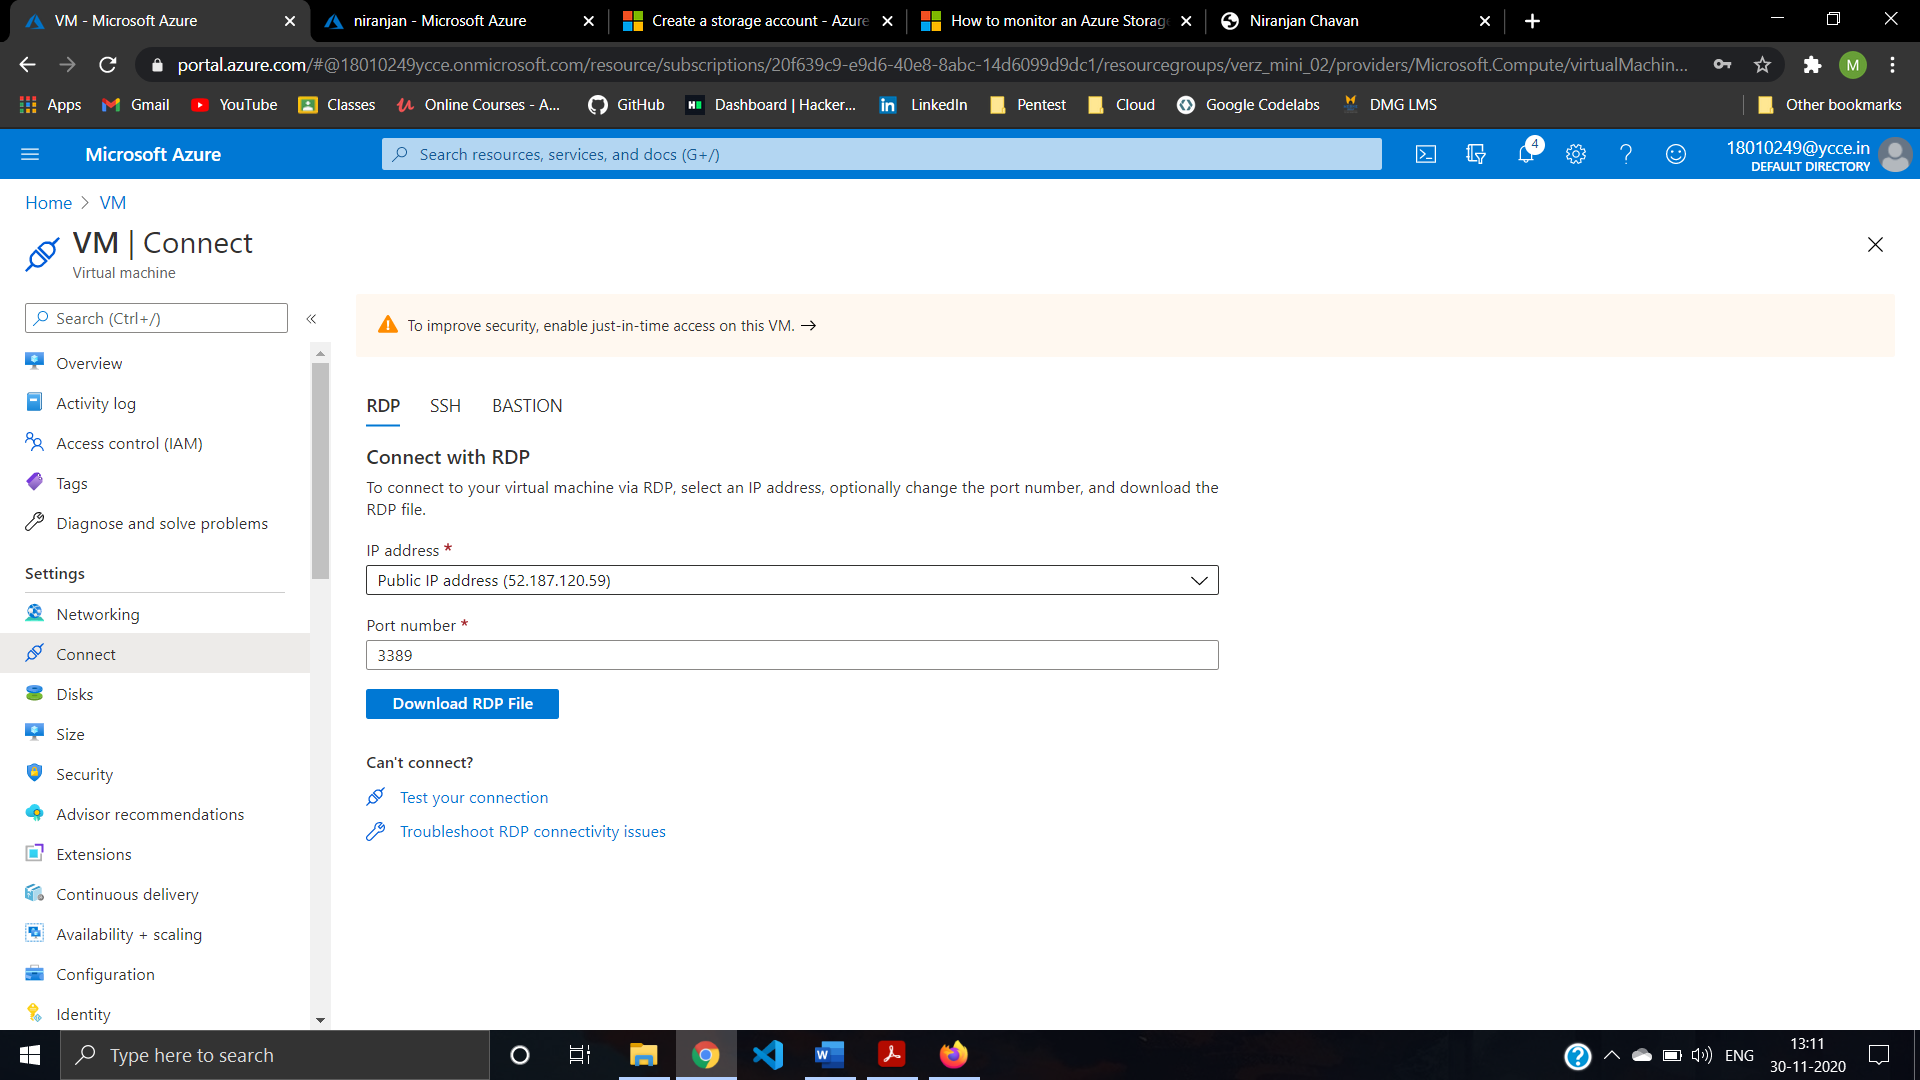 VM - Microsoft Azure
niranjan - Microsoft Azure
Create a storage account - Azure
How to monitor an Azure Storag
Niranjan Chavan
portal.azure.com/#@18010249ycce.onmicrosoft.com/resource/subscriptions/20f639c9-e9d6-40e8-8abc-14d6099d9dc1/resourcegroups/verz_mini_02/providers/Microsoft.Compute/virtualMachin...
M
Apps
Gmail
YouTube
Classes
Online Courses - A...
GitHub
Dashboard | Hacker...
LinkedIn
Pentest
Cloud
Google Codelabs
DMG LMS
Other bookmarks
Microsoft Azure
Search resources, services, and docs (G+/)
4
18010249@ycce.in
DEFAULT DIRECTORY
Home > VM
VM | Connect
Virtual machine
Search (Ctrl+/)
«
Overview
Activity log
Access control (IAM)
Tags
Diagnose and solve problems
Settings
Networking
Connect
Disks
Size
Security
Advisor recommendations
Extensions
Continuous delivery
Availability + scaling
Configuration
Identity
To improve security, enable just-in-time access on this VM. →
RDP
SSH
BASTION
Connect with RDP
To connect to your virtual machine via RDP, select an IP address, optionally change the port number, and download the
RDP file.
IP address *
Public IP address (52.187.120.59)
Port number *
3389
Download RDP File
Can't connect?
Test your connection
Troubleshoot RDP connectivity issues
Type here to search
ENG
13:11
30-11-2020